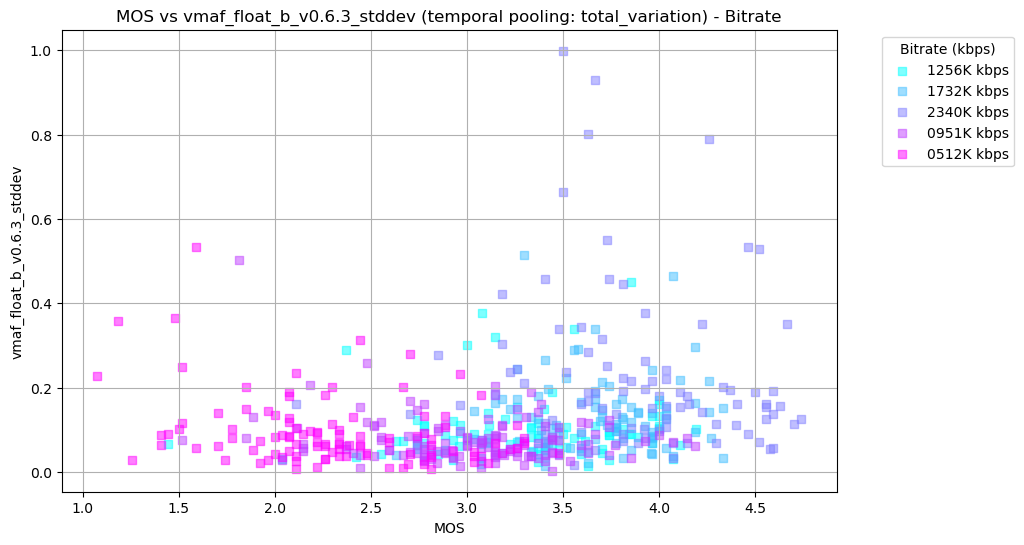 MOS vs vmaf_float_b_v0.6.3_stddev (temporal pooling: total_variation) - Bitrate
vmaf_float_b_v0.6.3_stddev
1.0
0.8
0.6
0.4
0.2
0.0
1.0 1.5 2.0 2.5 3.0 3.5 4.0 4.5
MOS
Bitrate (kbps)
1256K kbps
1732K kbps
2340K kbps
0951K kbps
0512K kbps